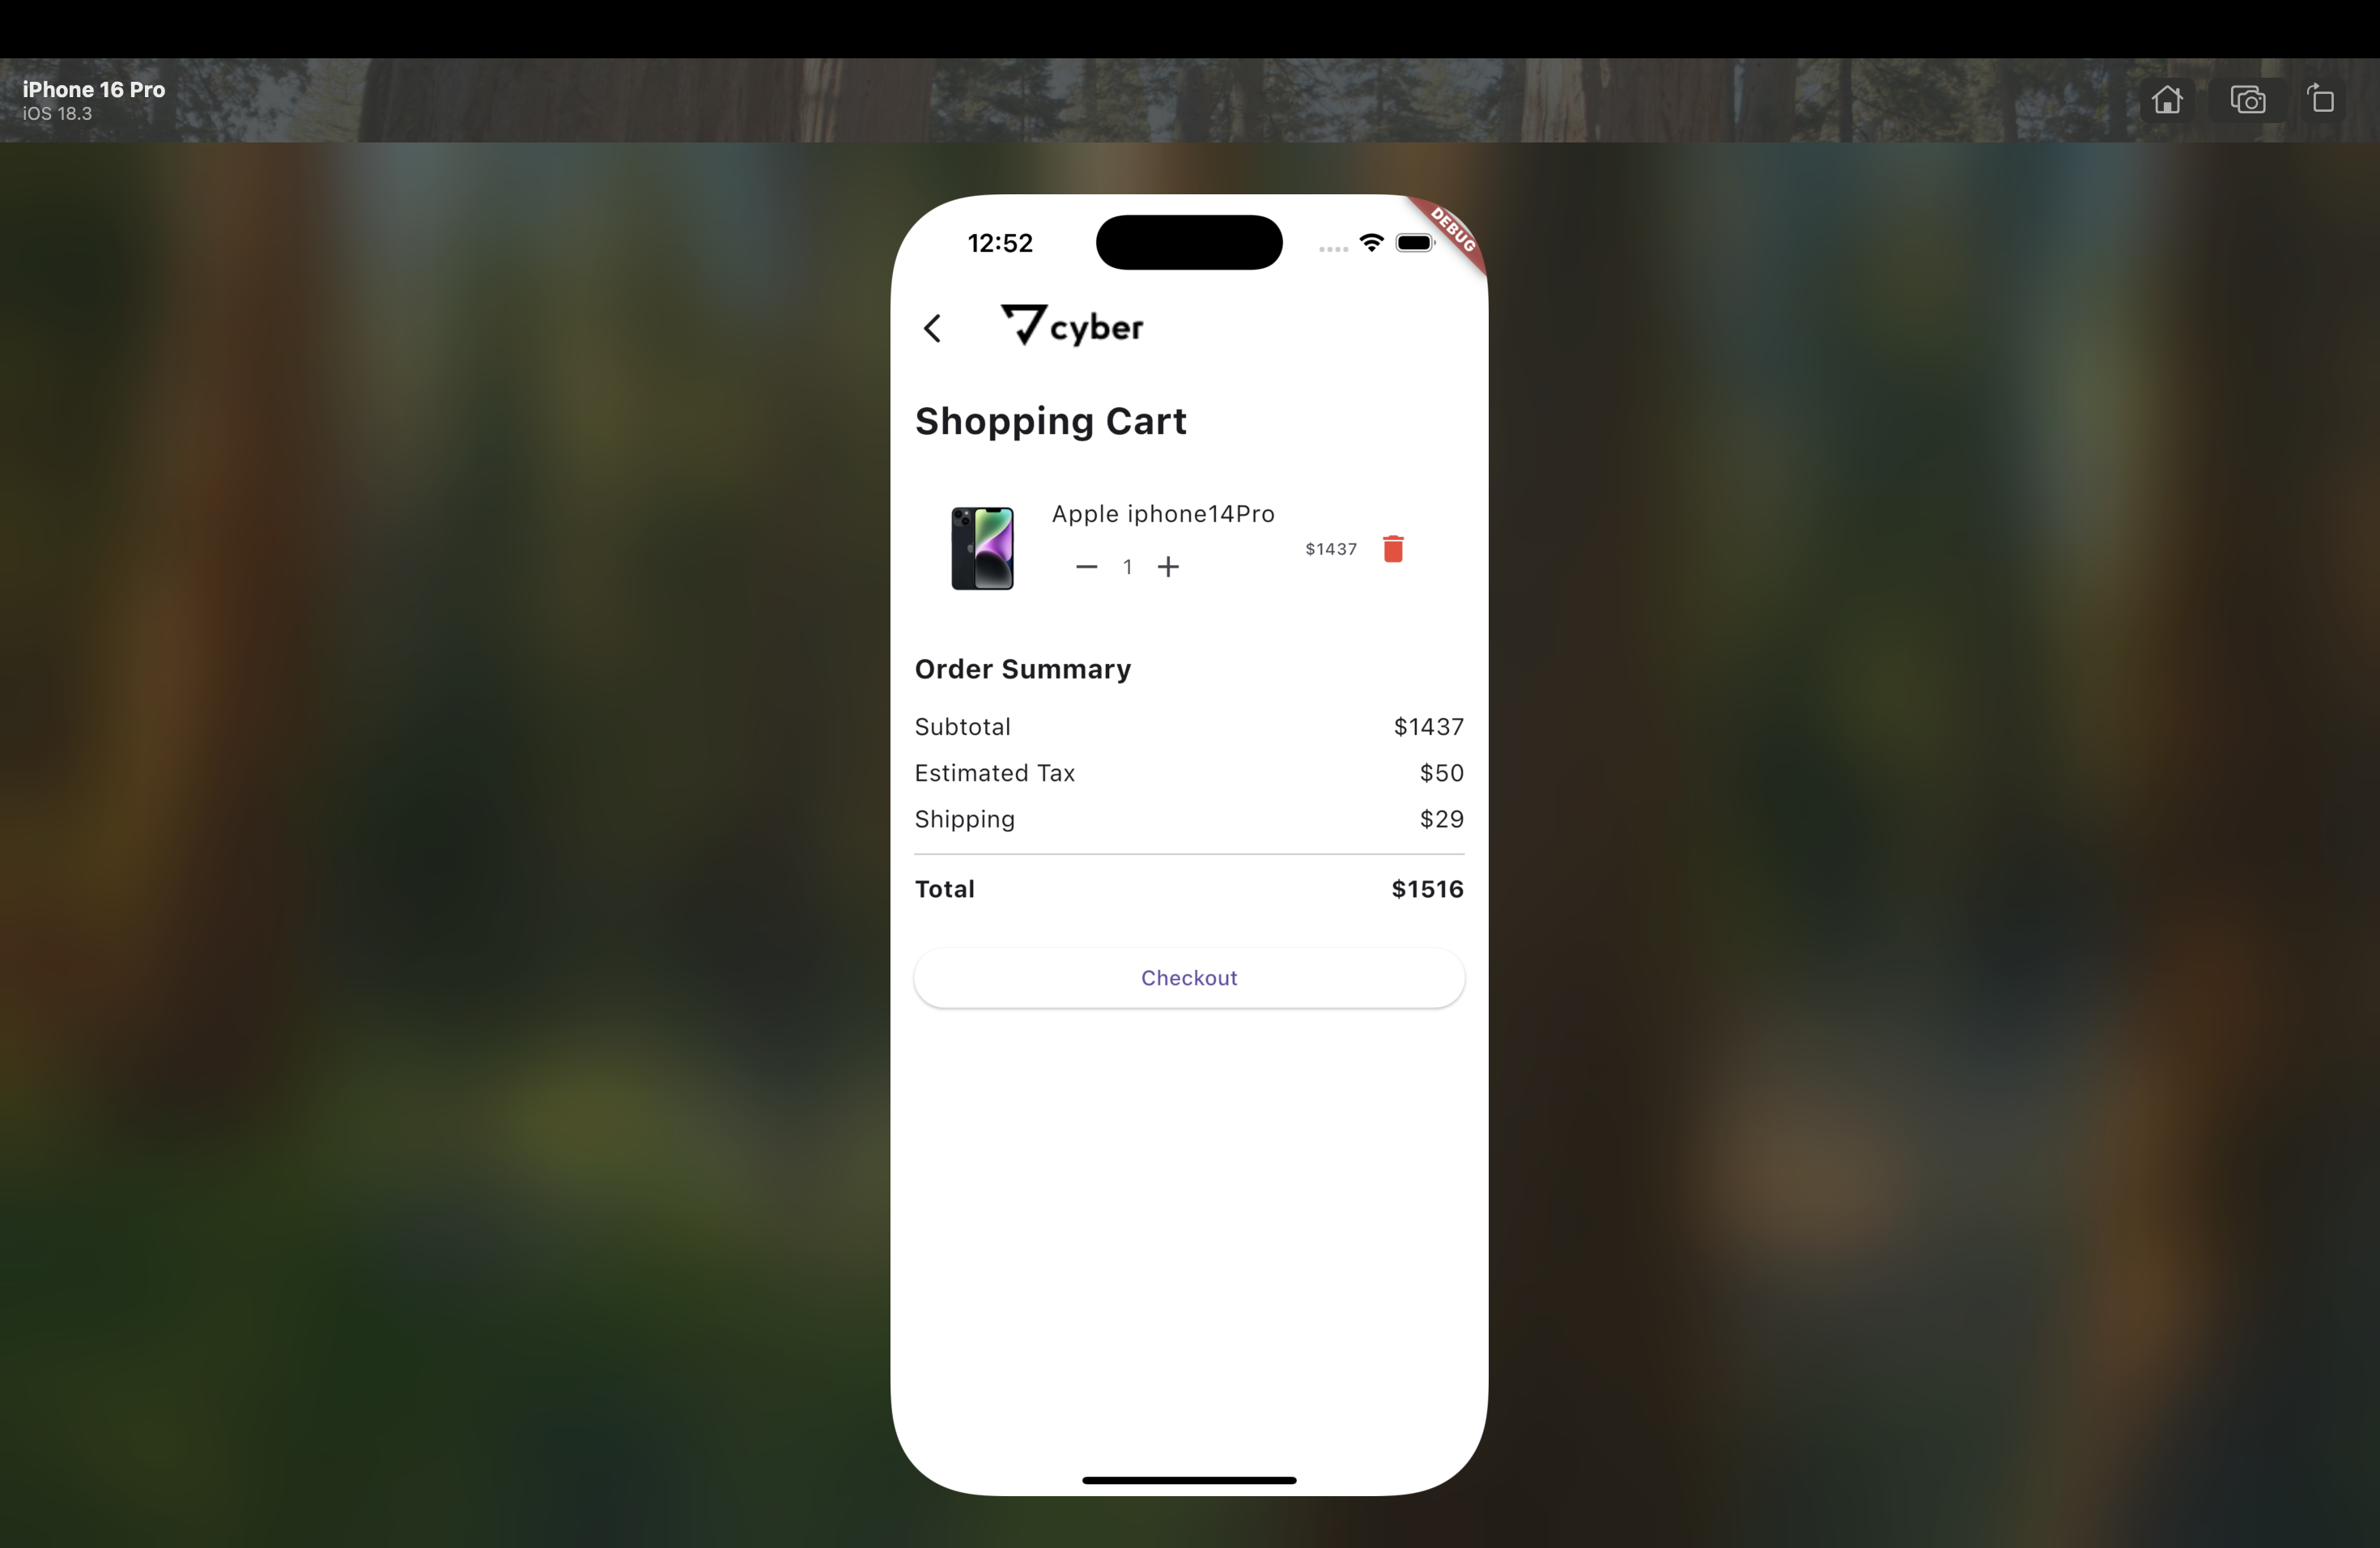 iPhone 16 Pro
iOS 18.3
12:52
DEBUG
cyber
Shopping Cart
Apple iphone14Pro
1
$1437
Order Summary
Subtotal $1437
Estimated Tax $50
Shipping $29
Total $1516
Checkout